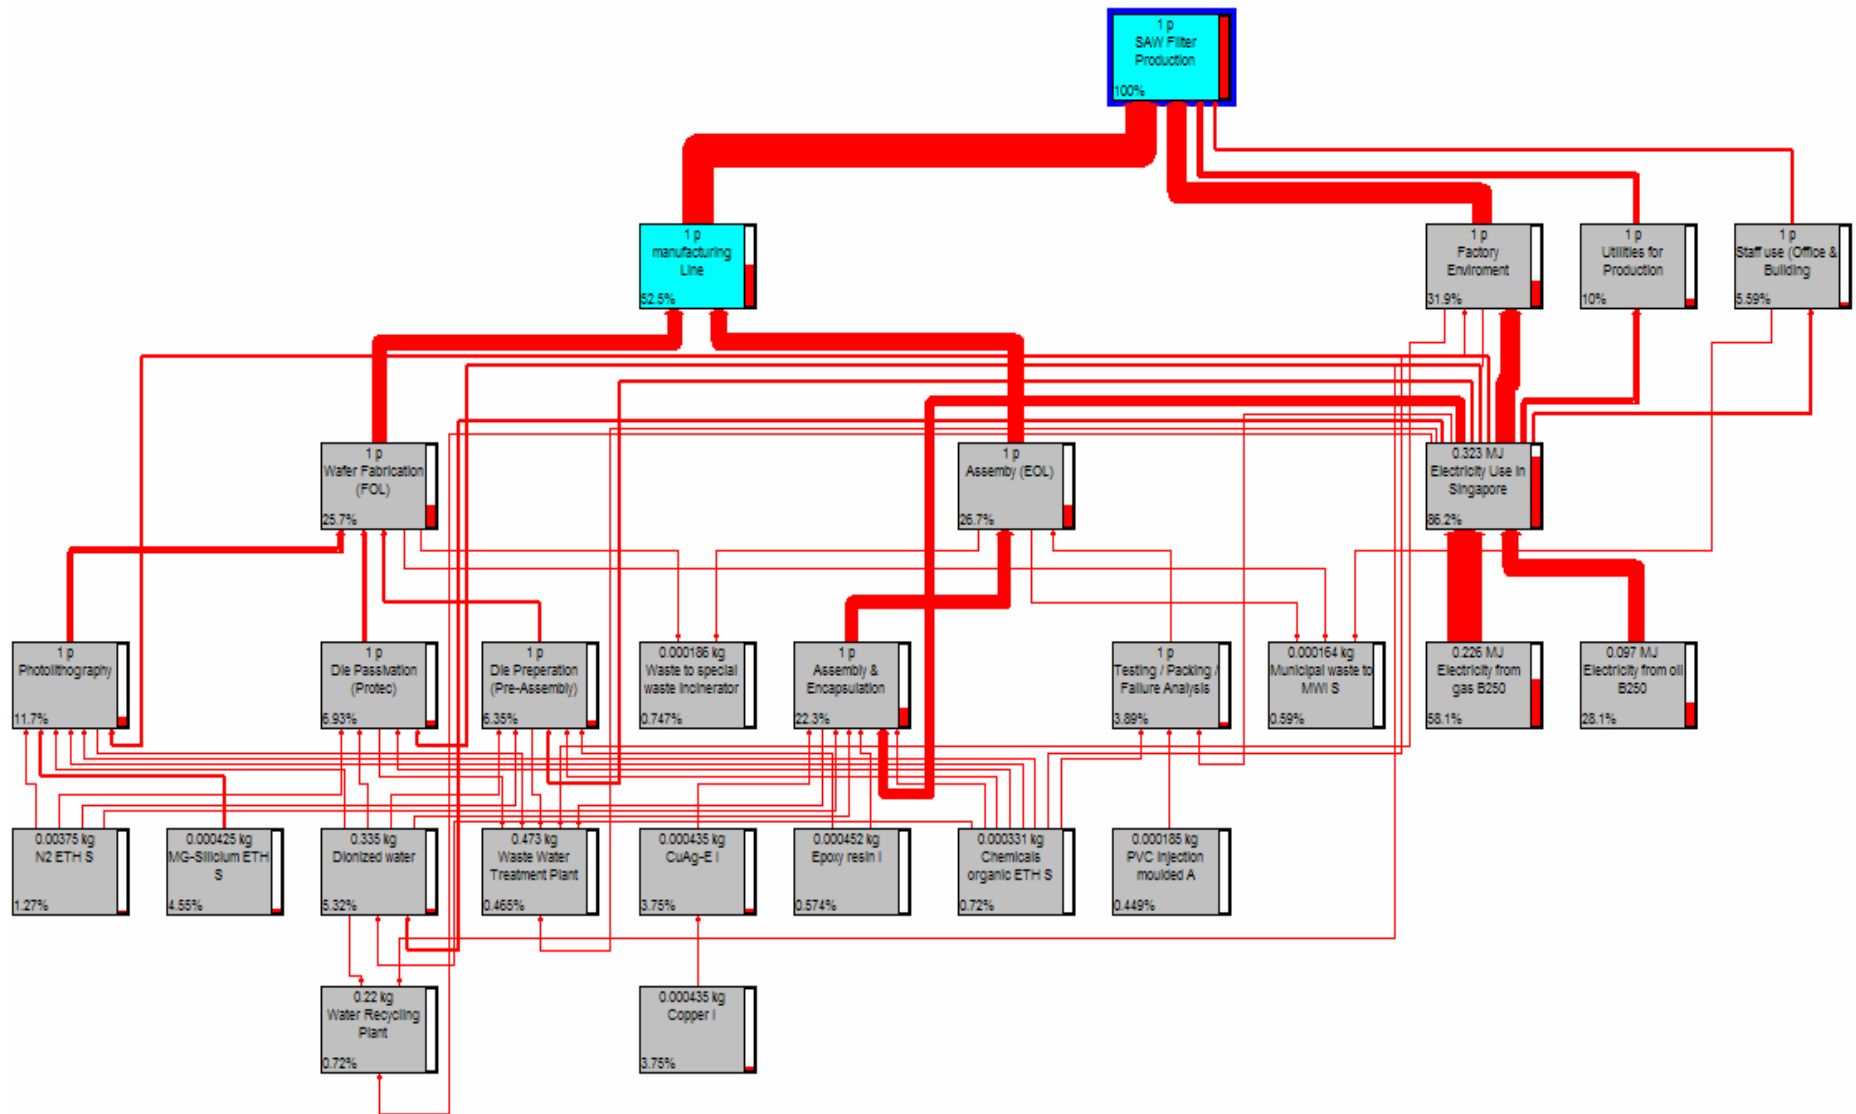 1 p
SAW Filter
Production
100%
1 p
manufacturing
Line
52.5%
1 p
Factory
Enviroment
31.9%
1 p
Utilities for
Production
10%
1 p
Staff use (Office &
Building
5.59%
1 p
Wafer Fabrication
(FOL)
25.7%
1 p
Assemby (EOL)
26.7%
0.323 MJ
Electricity Use in
Singapore
86.2%
1 p
Photolithography
11.7%
1 p
Die Passivation
(Protec)
6.93%
1 p
Die Preperation
(Pre-Assembly)
6.35%
0.000186 kg
Waste to special
waste incinerator
0.747%
1 p
Assembly &
Encapsulation
22.3%
1 p
Testing / Packing /
Failure Analysis
3.89%
0.000164 kg
Municipal waste to
MWI S
0.59%
0.226 MJ
Electricity from
gas B250
58.1%
0.097 MJ
Electricity from oil
B250
28.1%
0.00375 kg
N2 ETH S
1.27%
0.000425 kg
MG-Silicium ETH
S
4.55%
0.335 kg
Dionized water
5.32%
0.473 kg
Waste Water
Treatment Plant
0.465%
0.000435 kg
CuAg-E I
3.75%
0.000452 kg
Epoxy resin I
0.574%
0.000331 kg
Chemicals
organic ETH S
0.72%
0.000185 kg
PVC injection
moulded A
0.449%
0.22 kg
Water Recycling
Plant
0.72%
0.000435 kg
Copper I
3.75%